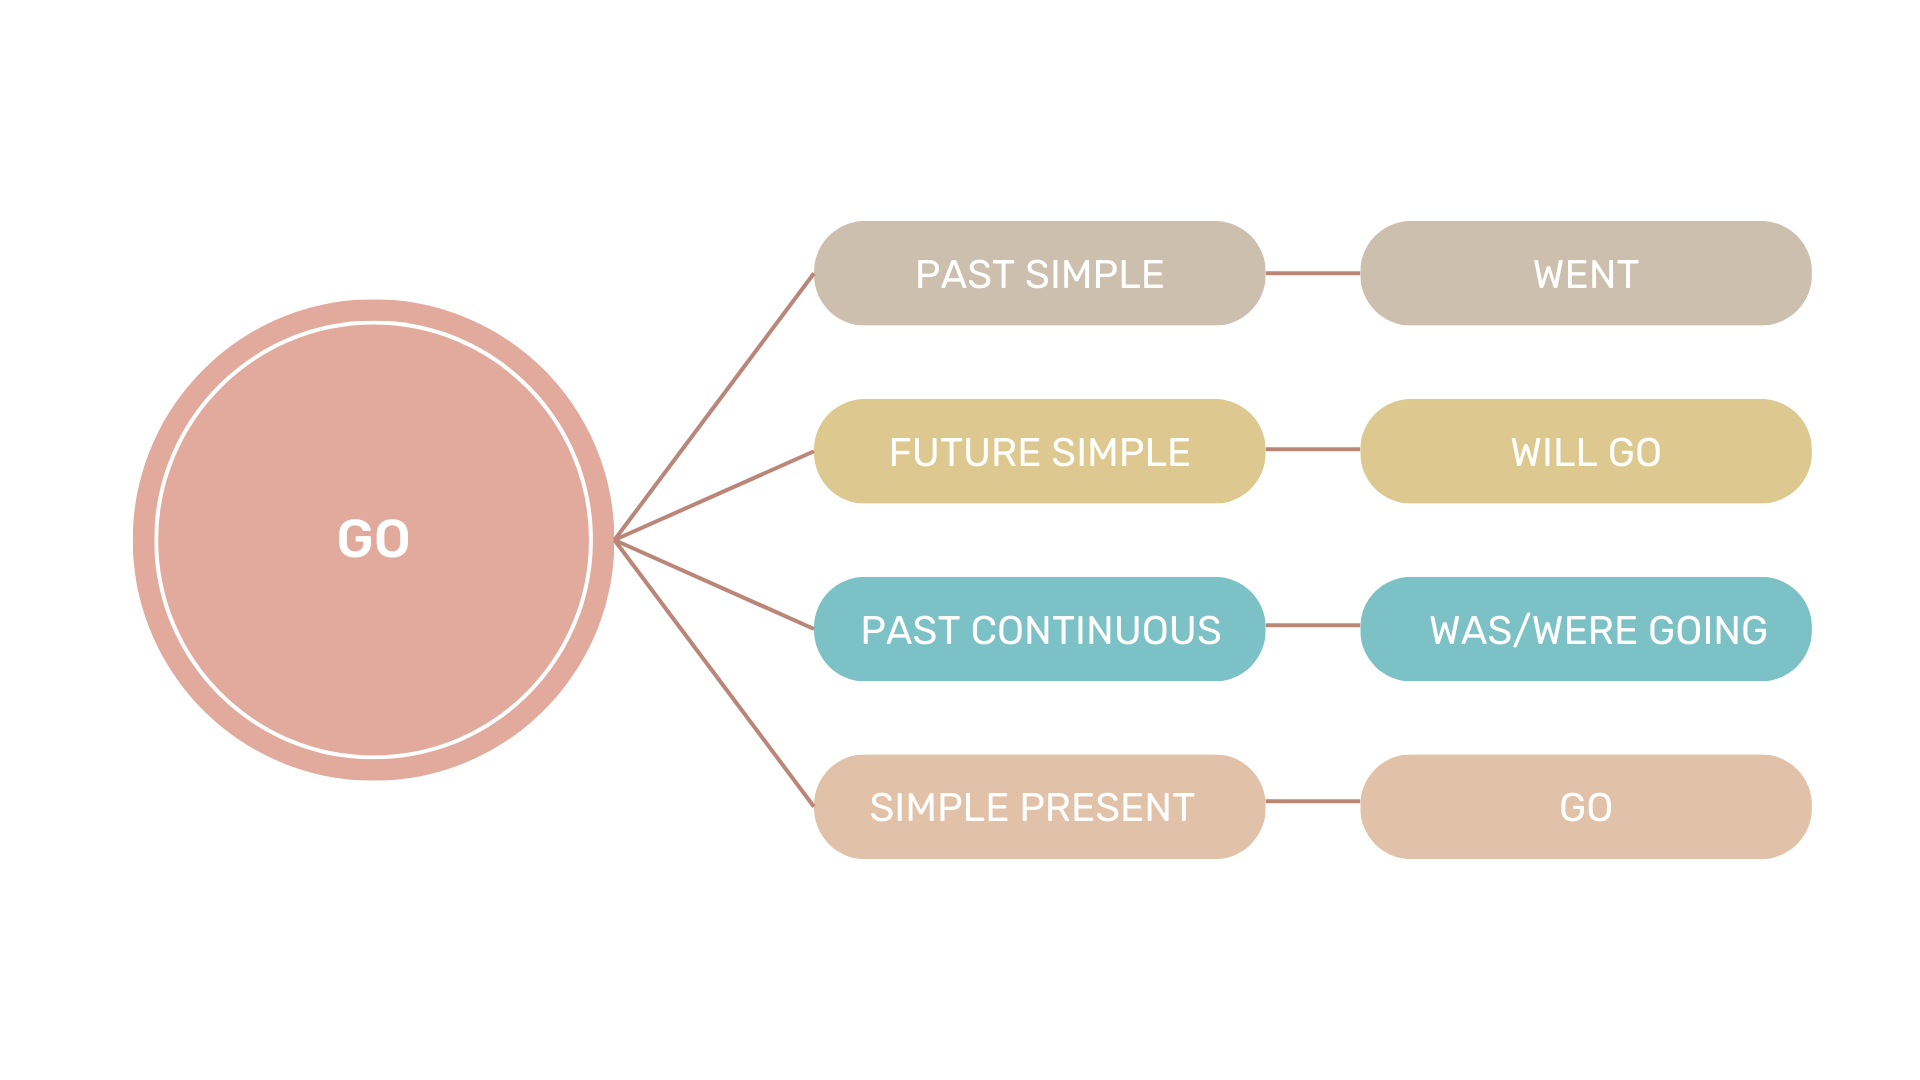 GO
PAST SIMPLE
WENT
FUTURE SIMPLE
WILL GO
PAST CONTINUOUS
WAS/WERE GOING
SIMPLE PRESENT
GO